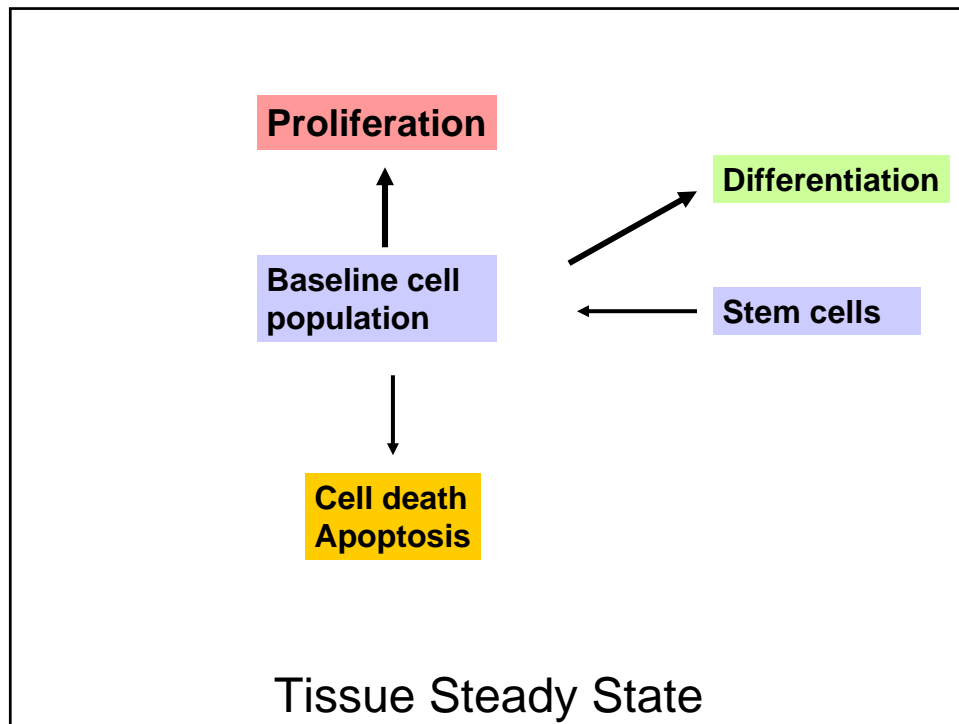 Proliferation
Differentiation
Baseline cell
population
Stem cells
Cell death
Apoptosis
Tissue Steady State